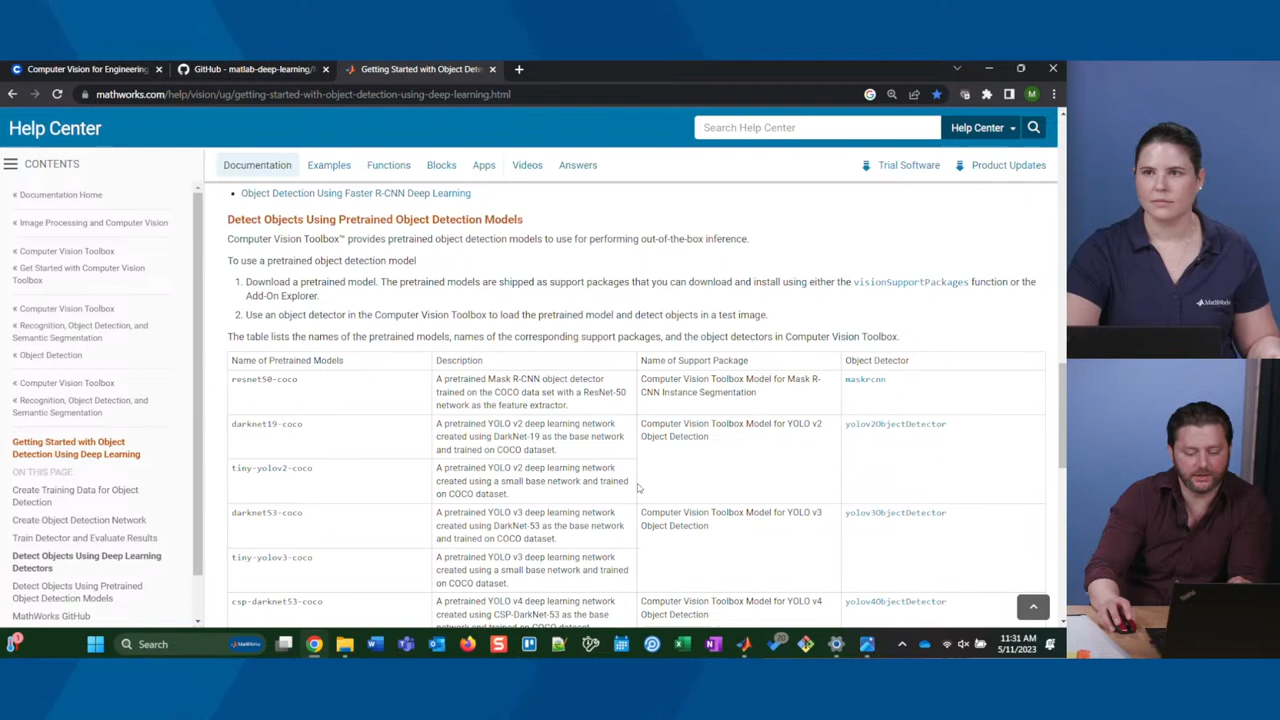 Computer Vision for Engineering
GitHub - matlab-deep-learning/
Getting Started with Object Dete
mathworks.com/help/vision/ug/getting-started-with-object-detection-using-deep-learning.html
M
Help Center
Search Help Center
Help Center
CONTENTS
Documentation
Examples
Functions
Blocks
Apps
Videos
Answers
Trial Software
Product Updates
« Documentation Home
« Image Processing and Computer Vision
« Computer Vision Toolbox
« Get Started with Computer Vision
Toolbox
« Computer Vision Toolbox
« Recognition, Object Detection, and
Semantic Segmentation
« Object Detection
« Computer Vision Toolbox
« Recognition, Object Detection, and
Semantic Segmentation
Getting Started with Object
Detection Using Deep Learning
ON THIS PAGE
Create Training Data for Object
Detection
Create Object Detection Network
Train Detector and Evaluate Results
Detect Objects Using Deep Learning
Detectors
Detect Objects Using Pretrained
Object Detection Models
MathWorks GitHub
• Object Detection Using Faster R-CNN Deep Learning
Detect Objects Using Pretrained Object Detection Models
Computer Vision Toolbox™ provides pretrained object detection models to use for performing out-of-the-box inference.
To use a pretrained object detection model
1. Download a pretrained model. The pretrained models are shipped as support packages that you can download and install using either the visionSupportPackages function or the
Add-On Explorer.
2. Use an object detector in the Computer Vision Toolbox to load the pretrained model and detect objects in a test image.
The table lists the names of the pretrained models, names of the corresponding support packages, and the object detectors in Computer Vision Toolbox.
Name of Pretrained Models
Description
Name of Support Package
Object Detector
resnet50-coco
A pretrained Mask R-CNN object detector
trained on the COCO data set with a ResNet-50
network as the feature extractor.
Computer Vision Toolbox Model for Mask R-
CNN Instance Segmentation
maskrcnn
darknet19-coco
A pretrained YOLO v2 deep learning network
created using DarkNet-19 as the base network
and trained on COCO dataset.
Computer Vision Toolbox Model for YOLO v2
Object Detection
yolov2ObjectDetector
tiny-yolov2-coco
A pretrained YOLO v2 deep learning network
created using a small base network and trained
on COCO dataset.
darknet53-coco
A pretrained YOLO v3 deep learning network
created using DarkNet-53 as the base network
and trained on COCO dataset.
Computer Vision Toolbox Model for YOLO v3
Object Detection
yolov3ObjectDetector
tiny-yolov3-coco
A pretrained YOLO v3 deep learning network
created using a small base network and trained
on COCO dataset.
csp-darknet53-coco
A pretrained YOLO v4 deep learning network
created using CSP-DarkNet-53 as the base
network and trained on COCO dataset.
Computer Vision Toolbox Model for YOLO v4
Object Detection
yolov4ObjectDetector
Search
MathWorks
20
11:31 AM
5/11/2023
MathWorks